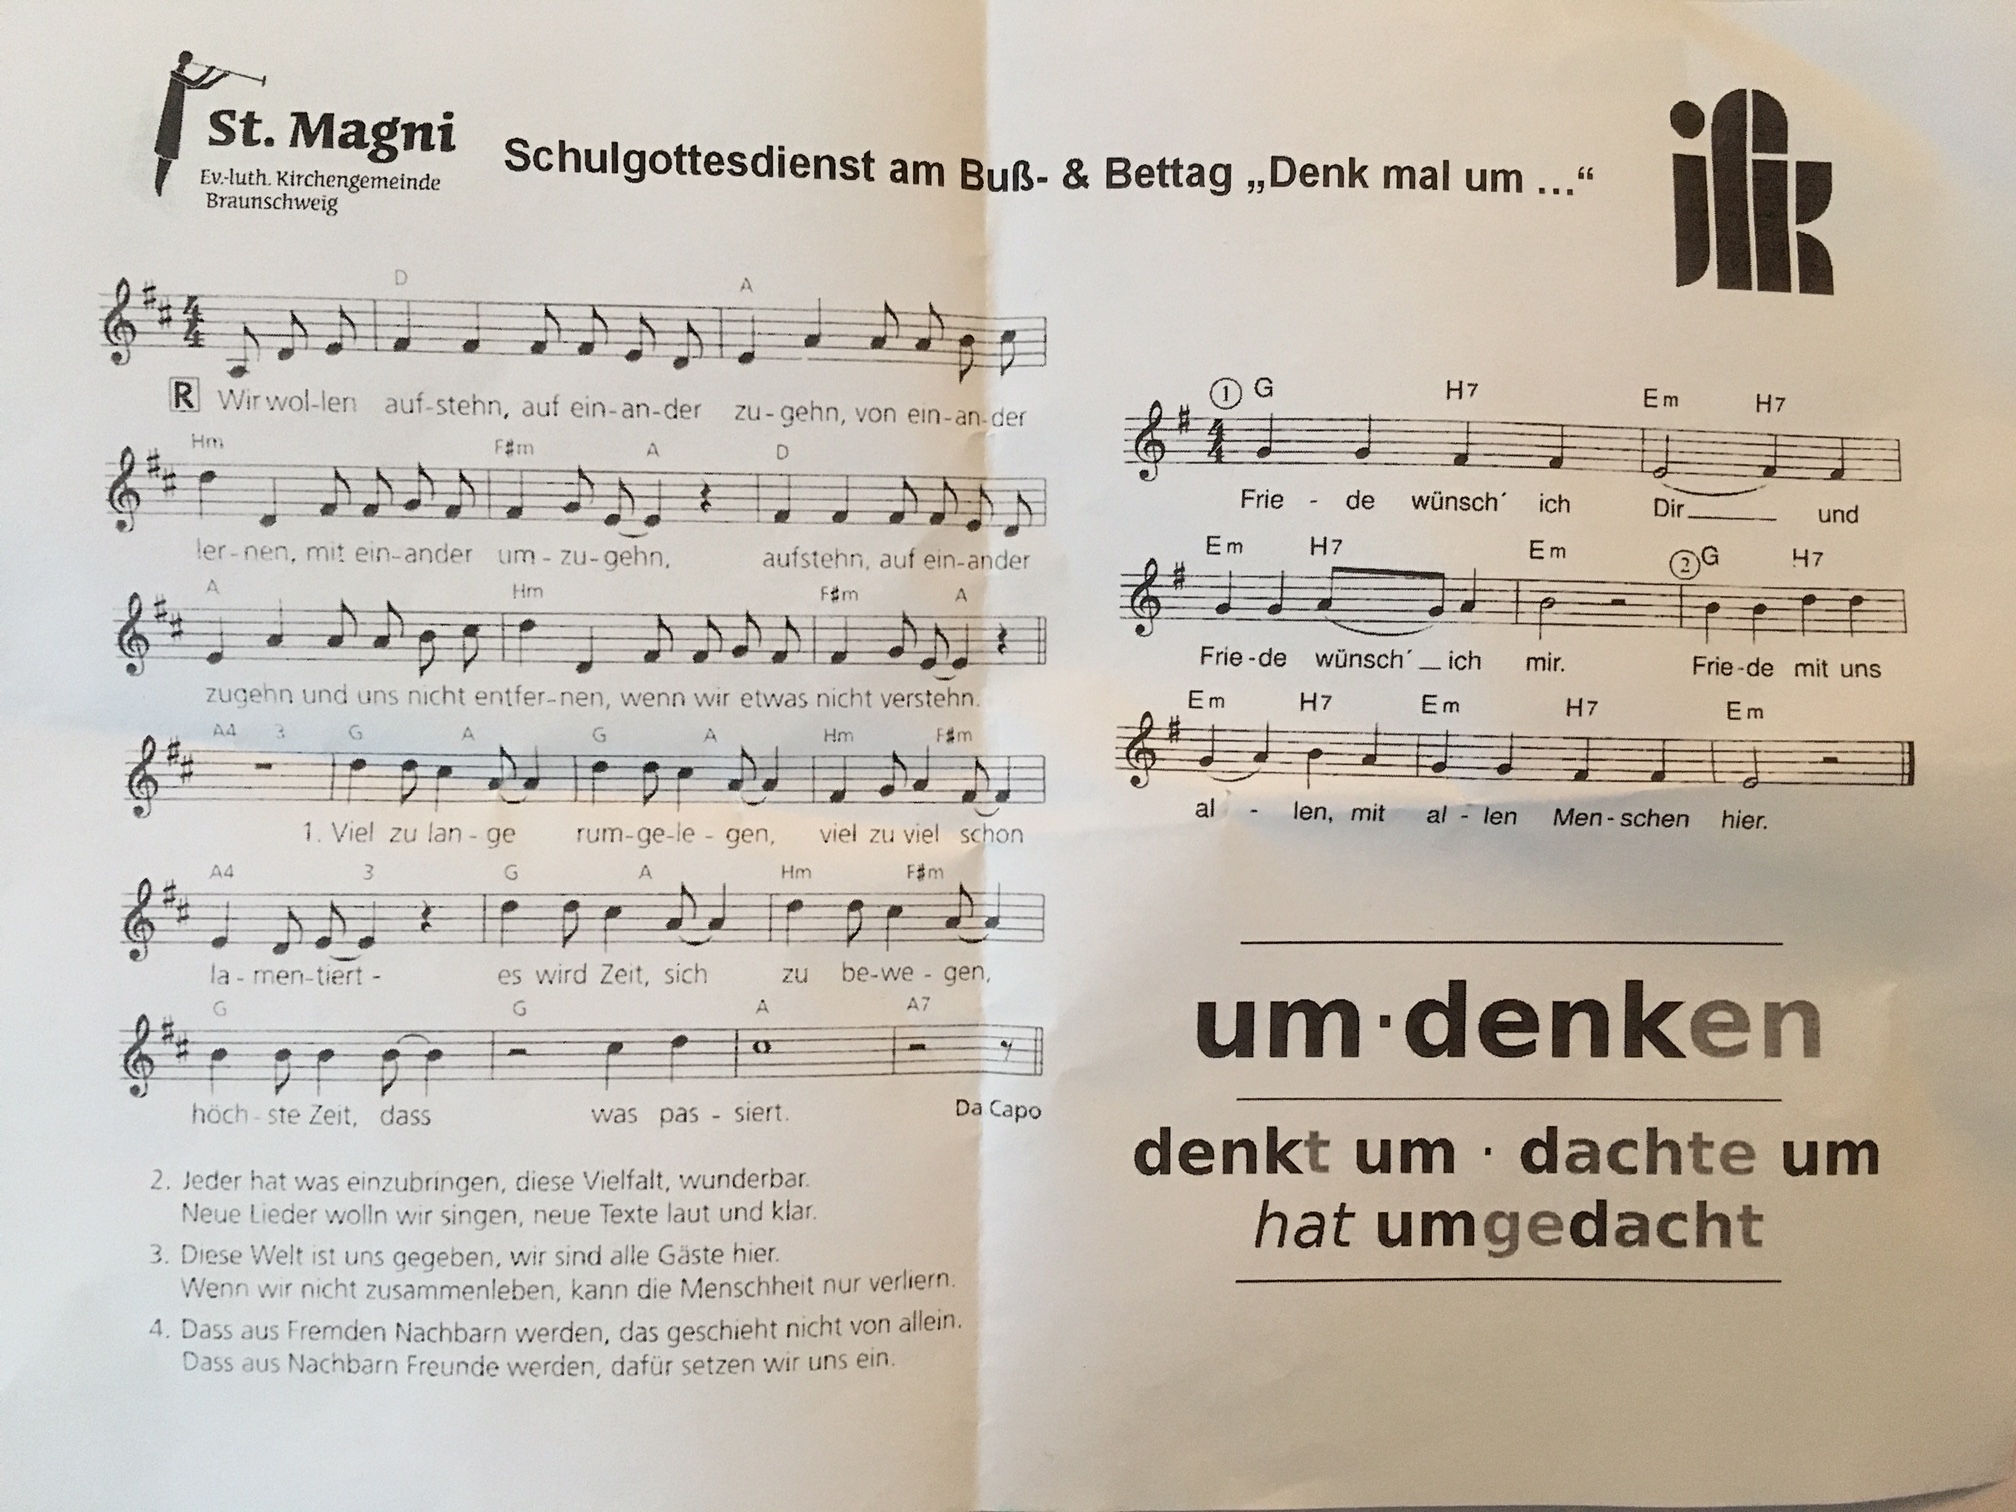 St. Magni
Ev.-luth. Kirchengemeinde
Braunschweig
Schulgottesdienst am Buß- & Bettag „Denk mal um ...“
jfk
D A
R Wir wol-len auf-stehn, auf ein-an-der zu-gehn, von ein-an-der
Hm F#m A D
ler-nen, mit ein-ander um-zu-gehn, aufstehn, auf ein-ander
A Hm F#m A
zugehn und uns nicht entfer-nen, wenn wir etwas nicht verstehn.
A4 3 G A G A Hm F#m
1. Viel zu lan-ge rum-ge-le-gen, viel zu viel schon
A4 3 G A Hm F#m
la-men-tiert - es wird Zeit, sich zu be-we-gen,
G G A A7
höch-ste Zeit, dass was pas-siert. Da Capo
2. Jeder hat was einzubringen, diese Vielfalt, wunderbar.
Neue Lieder wolln wir singen, neue Texte laut und klar.
3. Diese Welt ist uns gegeben, wir sind alle Gäste hier.
Wenn wir nicht zusammenleben, kann die Menschheit nur verliern.
4. Dass aus Fremden Nachbarn werden, das geschieht nicht von allein.
Dass aus Nachbarn Freunde werden, dafür setzen wir uns ein.
1 G H7 Em H7
Frie - de wünsch´ ich Dir___ und
Em H7 Em 2 G H7
Frie-de wünsch´_ ich mir. Frie-de mit uns
Em H7 Em H7 Em
al - len, mit al - len Men-schen hier.
um·denken
denkt um · dachte um
hat umgedacht